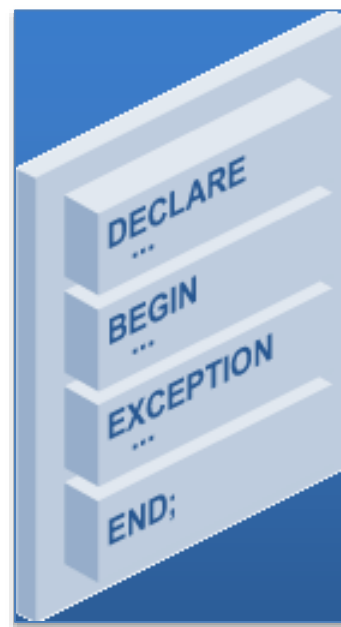 DECLARE
...
BEGIN
...
EXCEPTION
...
END;